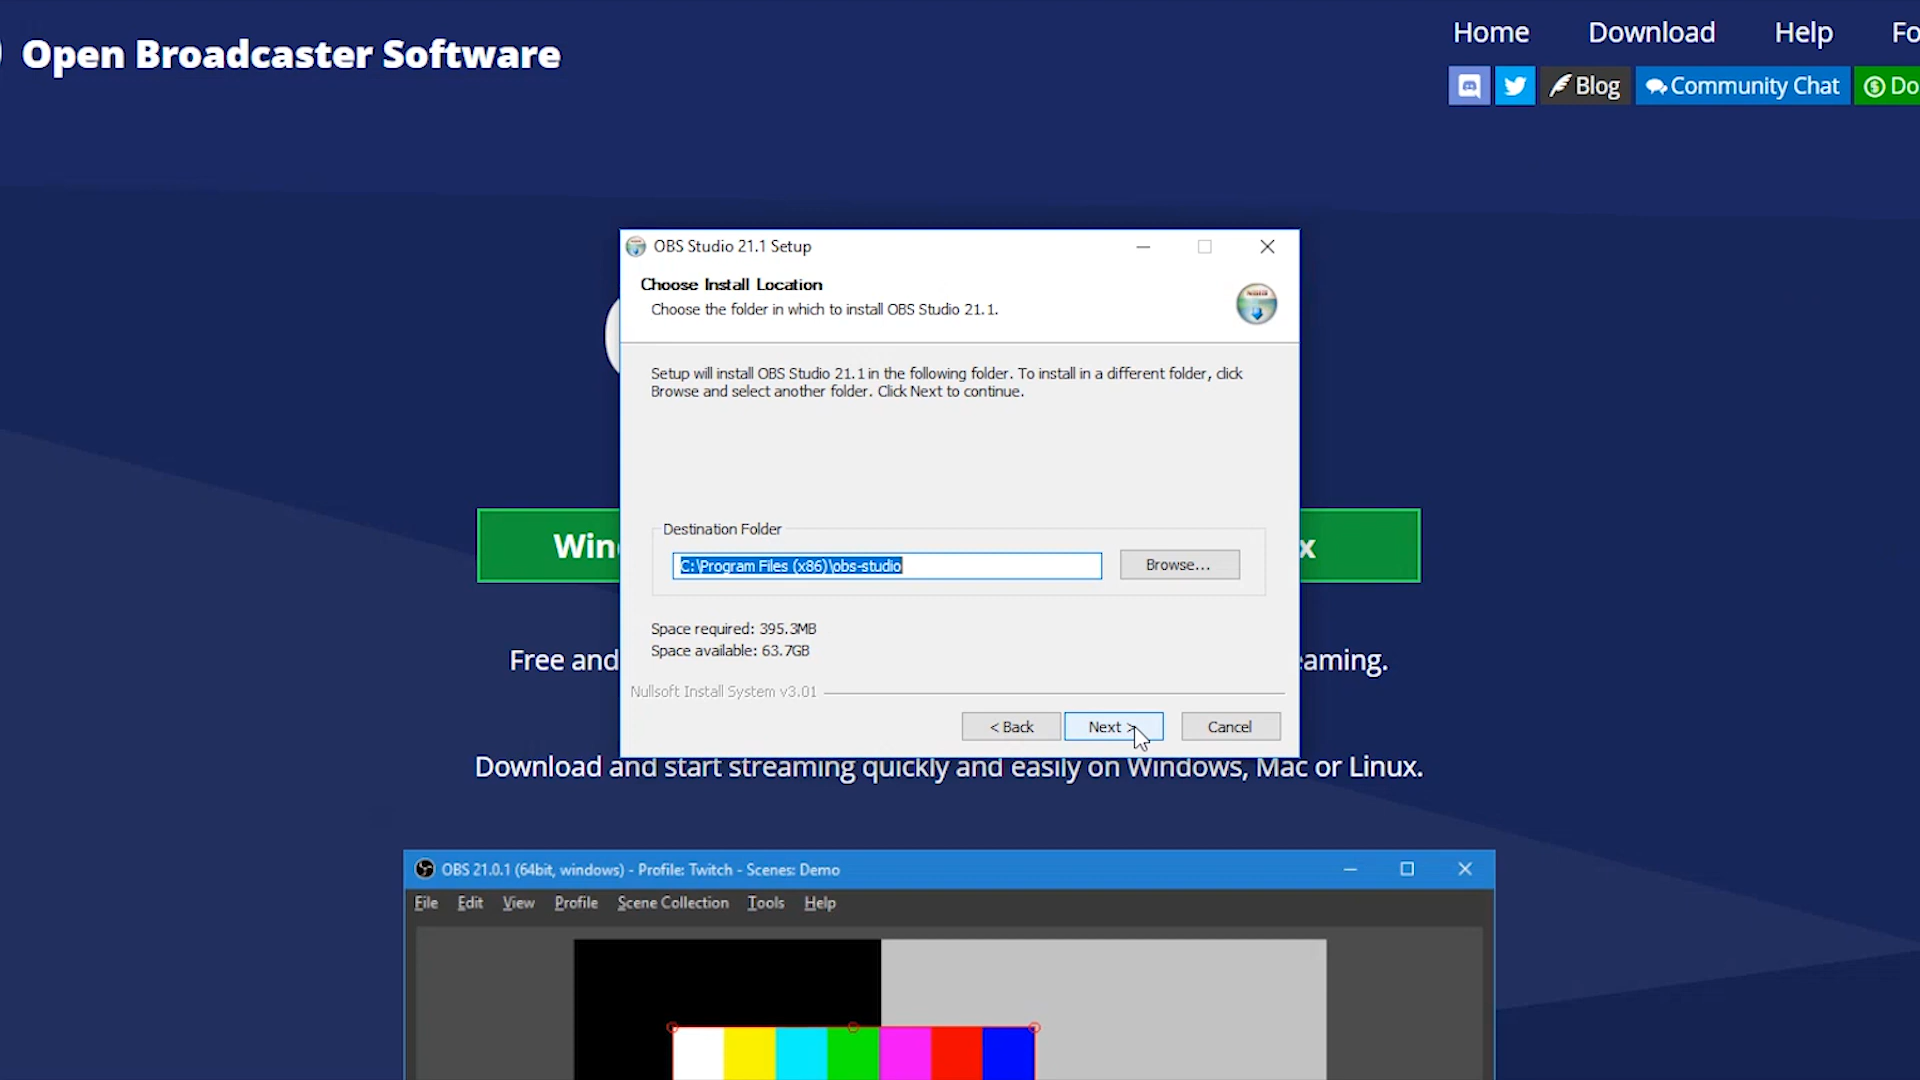 Open Broadcaster Software
Home Download Help
Blog Community Chat
OBS Studio 21.1 Setup
Choose Install Location
Choose the folder in which to install OBS Studio 21.1.
Setup will install OBS Studio 21.1 in the following folder. To install in a different folder, click
Browse and select another folder. Click Next to continue.
Destination Folder
C:\Program Files (x86)\obs-studio
Browse...
Space required: 395.3MB
Space available: 63.7GB
Nullsoft Install System v3.01
< Back Next > Cancel
Free and
Download and start streaming quickly and easily on Windows, Mac or Linux.
OBS 21.0.1 (64bit, windows) - Profile: Twitch - Scenes: Demo
File Edit View Profile Scene Collection Tools Help